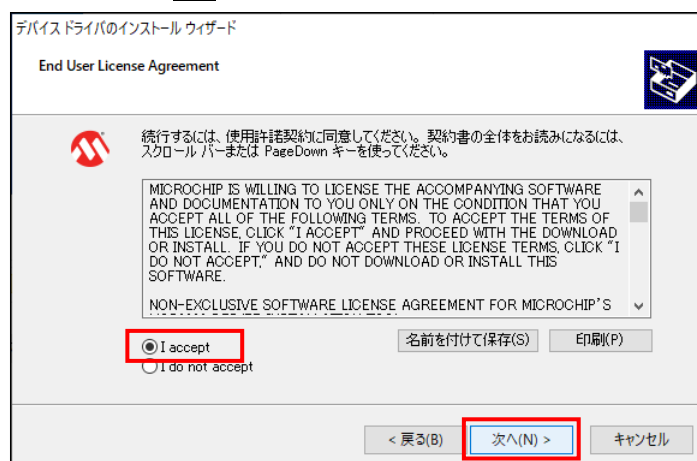 デバイス ドライバのインストール ウィザード
End User License Agreement
続行するには、使用許諾契約に同意してください。契約書の全体をお読みになるには、
スクロール バーまたは PageDown キーを使ってください。
MICROCHIP IS WILLING TO LICENSE THE ACCOMPANYING SOFTWARE
AND DOCUMENTATION TO YOU ONLY ON THE CONDITION THAT YOU
ACCEPT ALL OF THE FOLLOWING TERMS. TO ACCEPT THE TERMS OF
THIS LICENSE, CLICK "I ACCEPT" AND PROCEED WITH THE DOWNLOAD
OR INSTALL. IF YOU DO NOT ACCEPT THESE LICENSE TERMS, CLICK "I
DO NOT ACCEPT," AND DO NOT DOWNLOAD OR INSTALL THIS
SOFTWARE.
NON-EXCLUSIVE SOFTWARE LICENSE AGREEMENT FOR MICROCHIP'S
I accept 名前を付けて保存(S) 印刷(P)
I do not accept
< 戻る(B) 次へ(N) > キャンセル